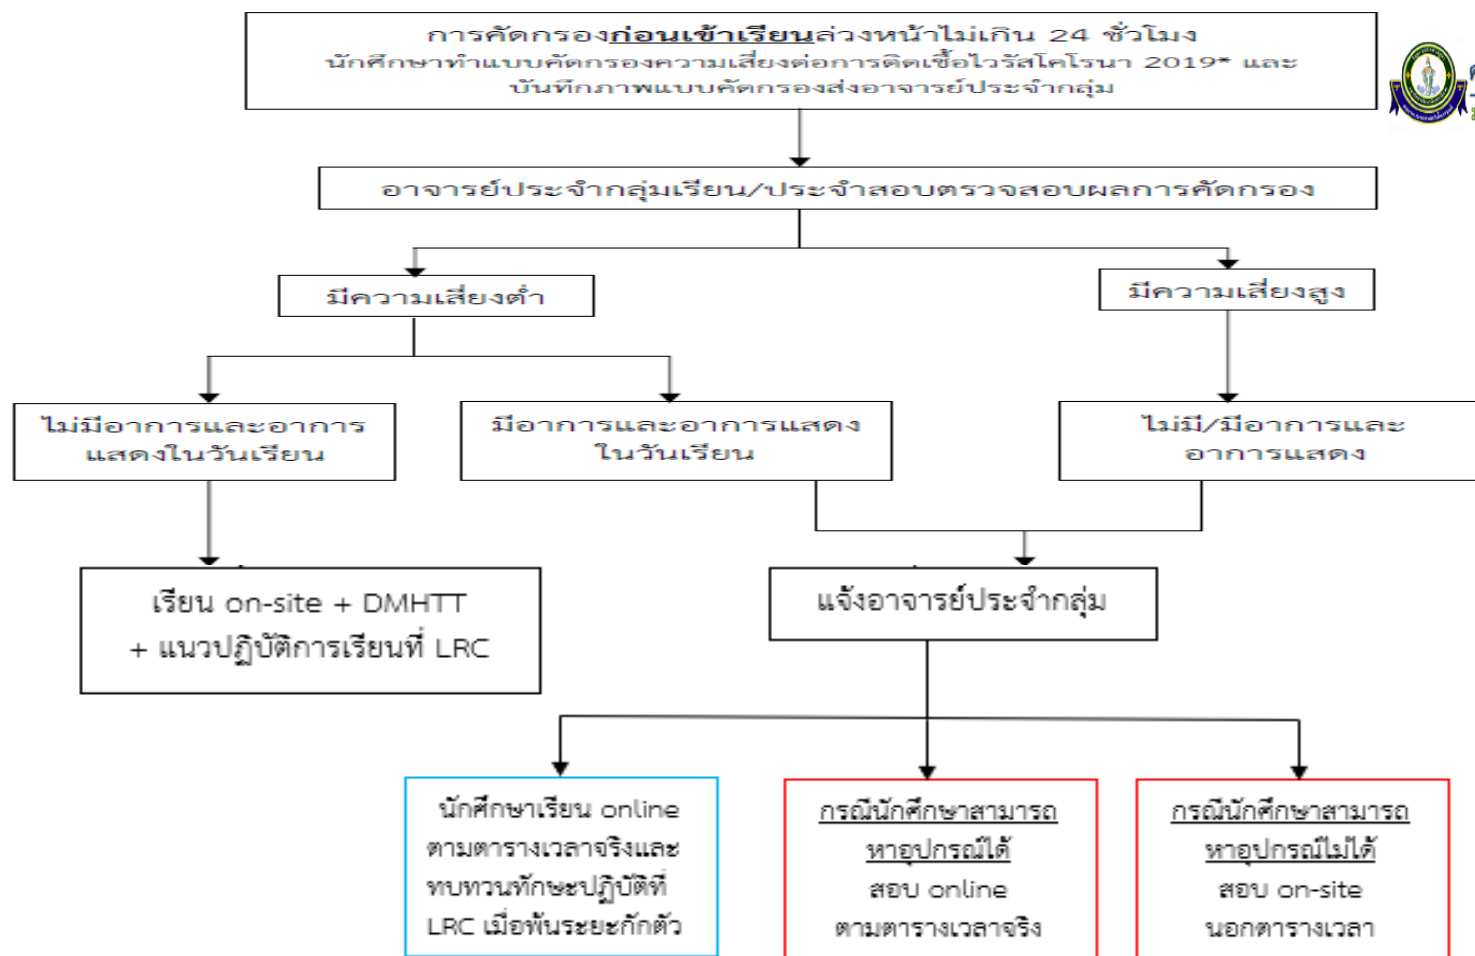 การคัดกรองก่อนเข้าเรียนล่วงหน้าไม่เกิน 24 ชั่วโมง
นักศึกษาทำแบบคัดกรองความเสี่ยงต่อการติดเชื้อไวรัสโคโรนา 2019* และ
บันทึกภาพแบบคัดกรองส่งอาจารย์ประจำกลุ่ม
อาจารย์ประจำกลุ่มเรียน/ประจำสอบตรวจสอบผลการคัดกรอง
มีความเสี่ยงต่ำ
มีความเสี่ยงสูง
ไม่มีอาการและอาการ
แสดงในวันเรียน
มีอาการและอาการแสดง
ในวันเรียน
ไม่มี/มีอาการและ
อาการแสดง
เรียน on-site + DMHTT
+ แนวปฏิบัติการเรียนที่ LRC
แจ้งอาจารย์ประจำกลุ่ม
นักศึกษาเรียน online
ตามตารางเวลาจริงและ
ทบทวนทักษะปฏิบัติที่
LRC เมื่อพ้นระยะกักตัว
กรณีนักศึกษาสามารถ
หาอุปกรณ์ได้
สอบ online
ตามตารางเวลาจริง
กรณีนักศึกษาสามารถ
หาอุปกรณ์ไม่ได้
สอบ on-site
นอกตารางเวลา